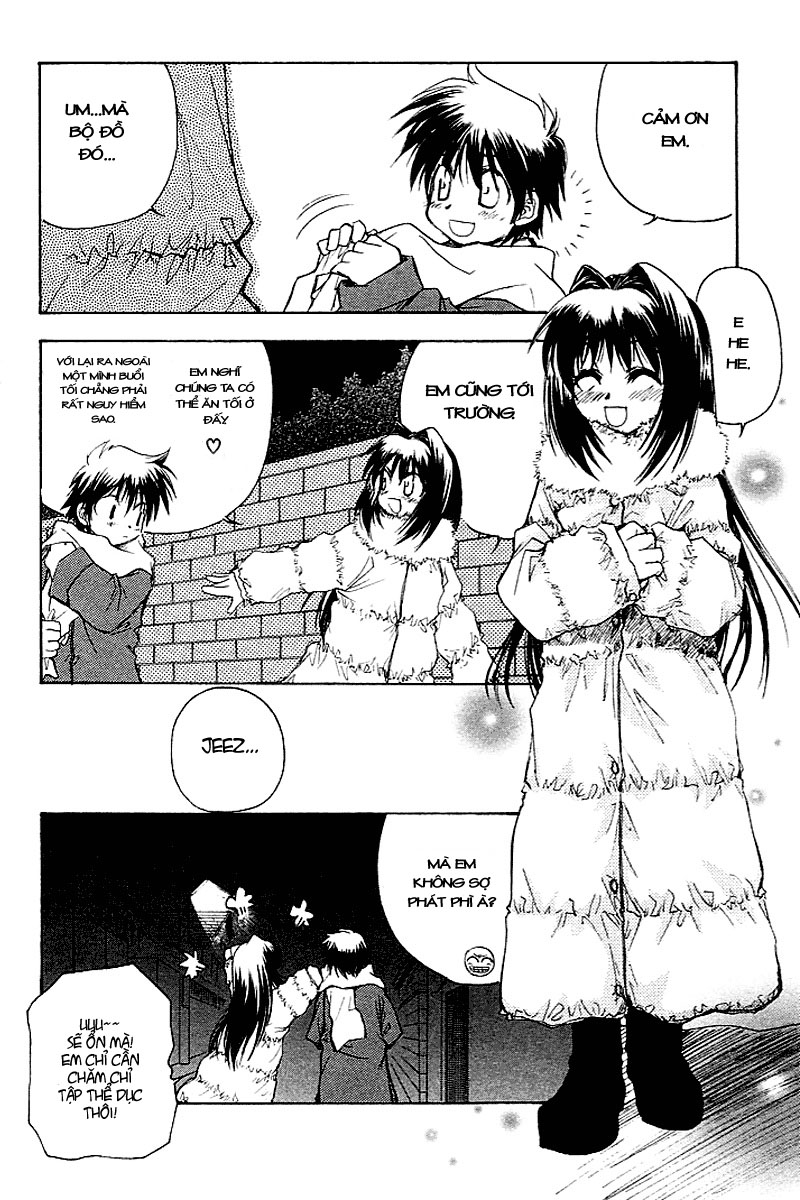 CẢM ƠN
EM.
UM...MÀ
BỘ ĐỒ
ĐÓ...
E
HE
HE.
EM CŨNG TỚI
TRƯỜNG
EM NGHĨ
CHÚNG TA CÓ
THỂ ĂN TỐI Ở
ĐẤY
♡
VỚI LẠI RA NGOÀI
MỘT MÌNH BUỔI
TỐI CHẲNG PHẢI
RẤT NGUY HIỂM
SAO.
JEEZ...
MÀ EM
KHÔNG SỢ
PHÁT PHÌ À?
UUU~~
SẼ ỔN MÀ!
EM CHỈ CẦN
CHĂM CHỈ
TẬP THỂ DỤC
THÔI!